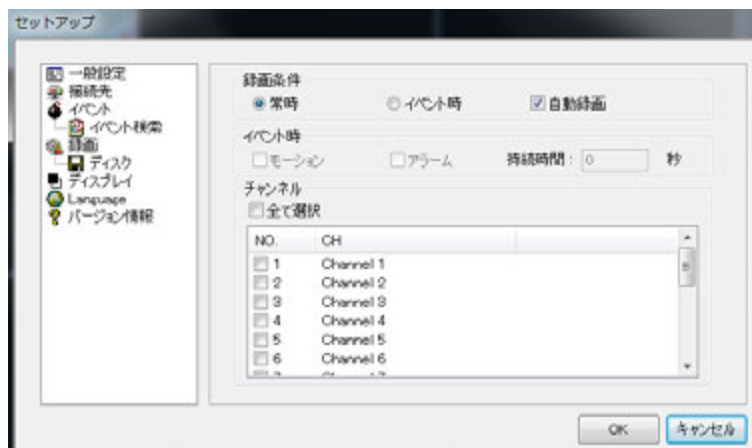 セットアップ
一般設定
接続先
イベント
イベント検索
録画
ディスク
ディスプレイ
Language
バージョン情報
録画条件
常時
イベント時
自動録画
イベント時
モーション
アラーム
持続時間 : 0 秒
チャンネル
全て選択
NO. CH
1 Channel 1
2 Channel 2
3 Channel 3
4 Channel 4
5 Channel 5
6 Channel 6
OK
キャンセル